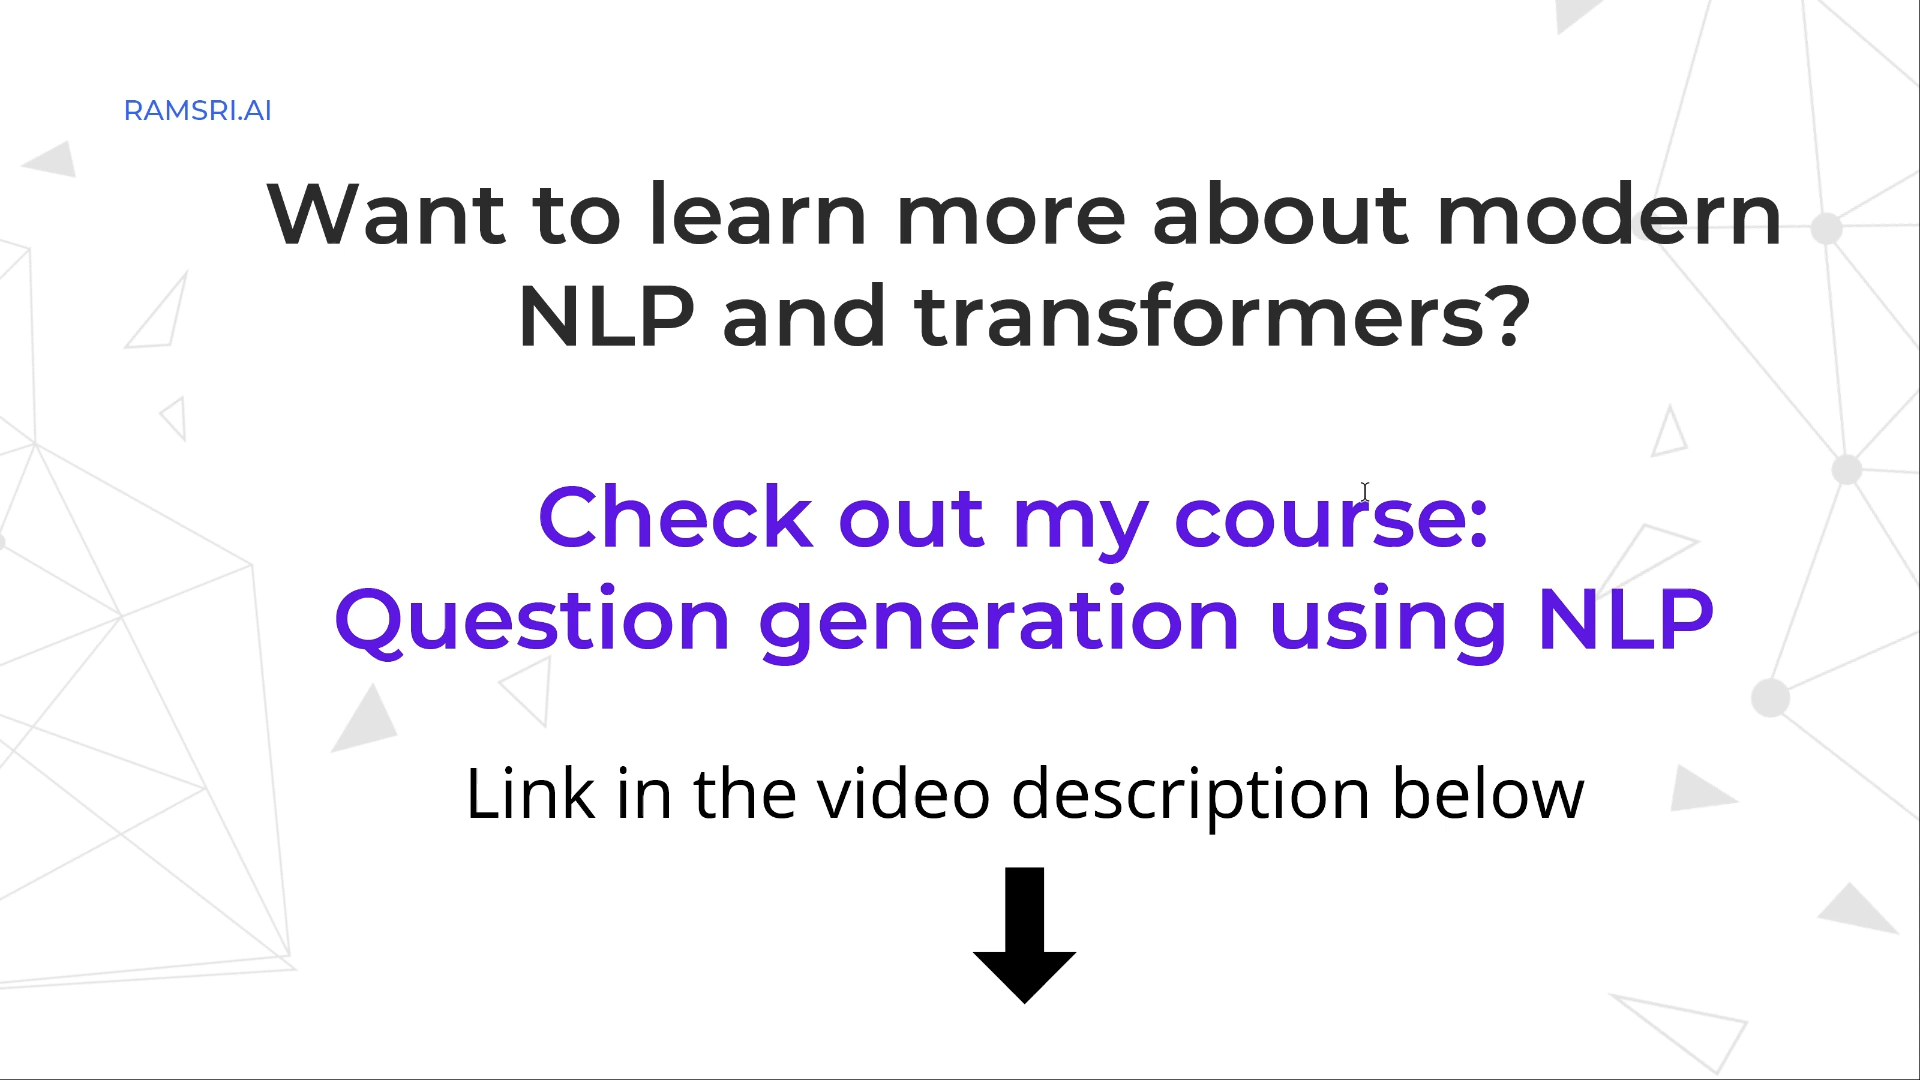 RAMSRI.AI
Want to learn more about modern
NLP and transformers?
Check out my course:
Question generation using NLP
Link in the video description below